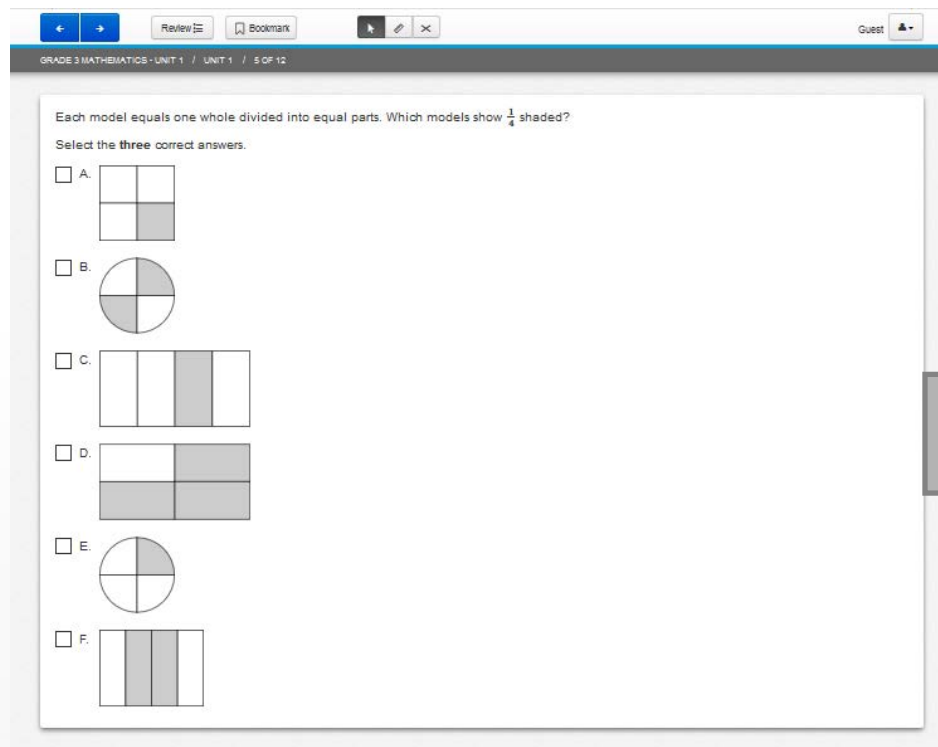 Review
Bookmark
Guest
GRADE 3 MATHEMATICS - UNIT 1 / UNIT 1 / 5 OF 12
Each model equals one whole divided into equal parts. Which models show 1/4 shaded?
Select the three correct answers.
A.
B.
C.
D.
E.
F.